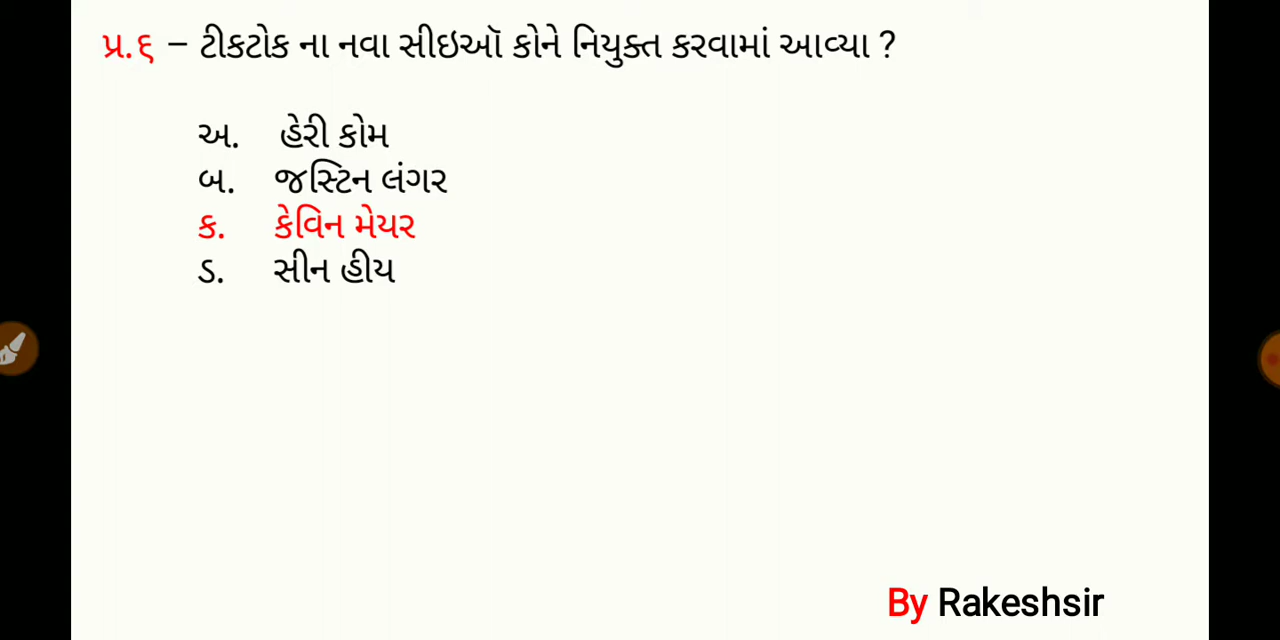 પ્ર.૬ – ટીકટોક ના નવા સીઇઓ કોને નિયુક્ત કરવામાં આવ્યા ?
અ. હેરી કોમ
બ. જસ્ટિન લંગર
ક. કેવિન મેયર
ડ. સીન હીય
By Rakeshsir